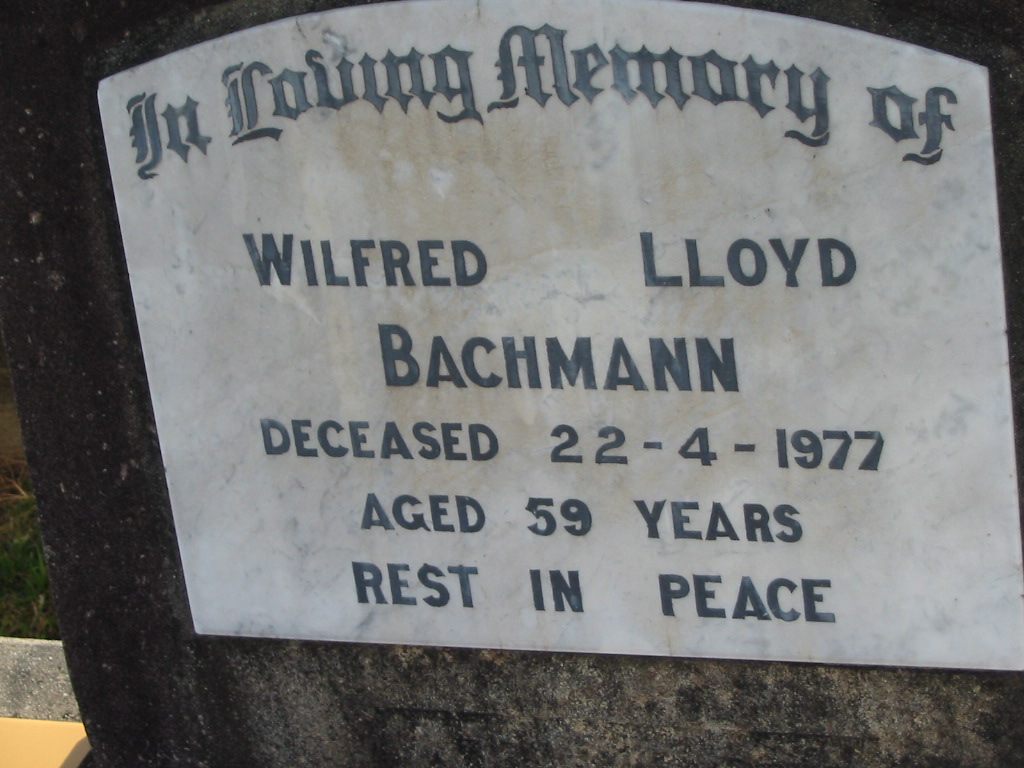 In Loving Memory of
WILFRED LLOYD
BACHMANN
DECEASED 22-4-1977
AGED 59 YEARS
REST IN PEACE